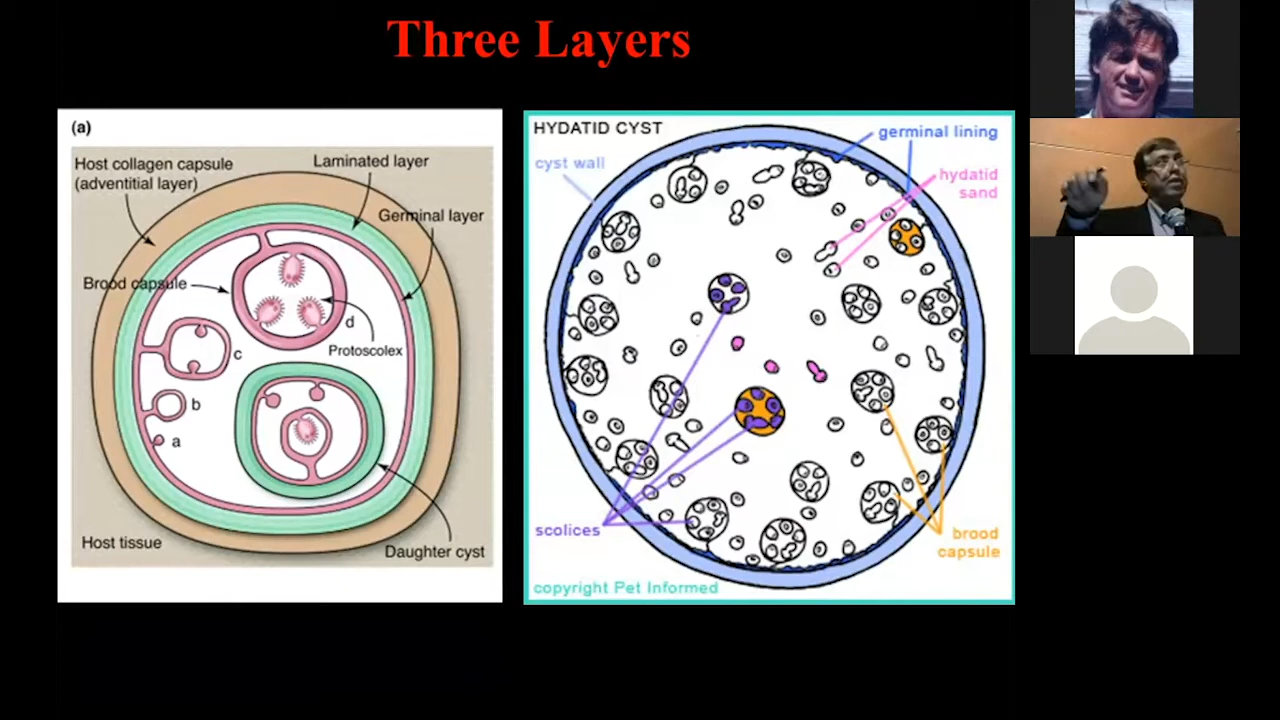 Three Layers
(a)
Host collagen capsule
(adventitial layer)
Laminated layer
Germinal layer
Brood capsule
d
Protoscolex
c
b
a
Host tissue
Daughter cyst
HYDATID CYST
germinal lining
cyst wall
hydatid
sand
scolices
brood
capsule
copyright Pet Informed